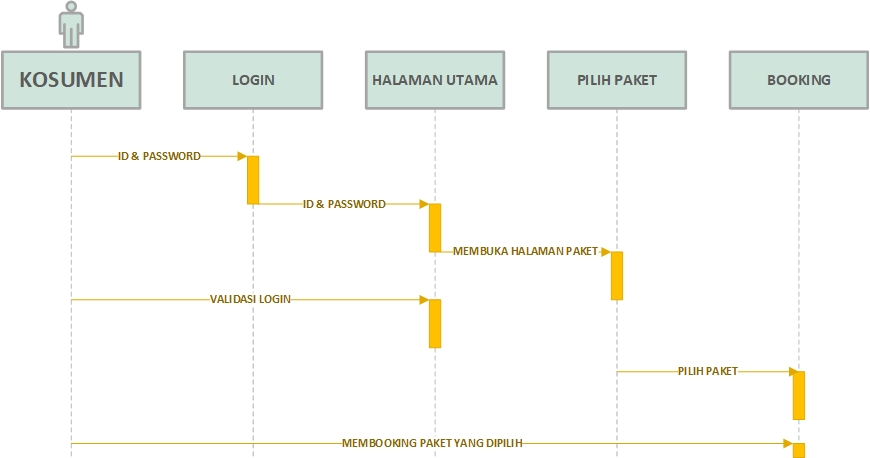 KOSUMEN
LOGIN
HALAMAN UTAMA
PILIH PAKET
BOOKING
ID & PASSWORD
ID & PASSWORD
MEMBUKA HALAMAN PAKET
VALIDASI LOGIN
PILIH PAKET
MEMBOOKING PAKET YANG DIPILIH